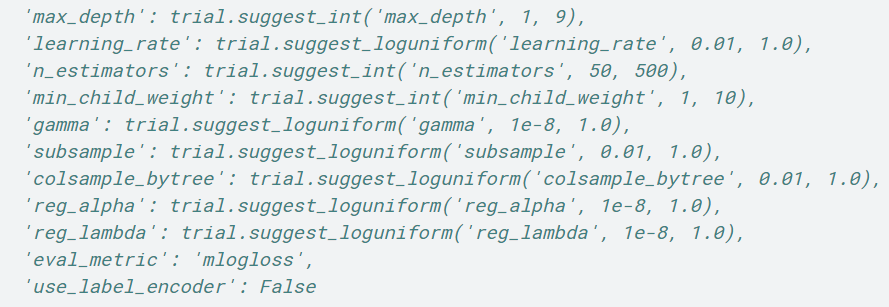 'max_depth': trial.suggest_int('max_depth', 1, 9),
'learning_rate': trial.suggest_loguniform('learning_rate', 0.01, 1.0),
'n_estimators': trial.suggest_int('n_estimators', 50, 500),
'min_child_weight': trial.suggest_int('min_child_weight', 1, 10),
'gamma': trial.suggest_loguniform('gamma', 1e-8, 1.0),
'subsample': trial.suggest_loguniform('subsample', 0.01, 1.0),
'colsample_bytree': trial.suggest_loguniform('colsample_bytree', 0.01, 1.0),
'reg_alpha': trial.suggest_loguniform('reg_alpha', 1e-8, 1.0),
'reg_lambda': trial.suggest_loguniform('reg_lambda', 1e-8, 1.0),
'eval_metric': 'mlogloss',
'use_label_encoder': False